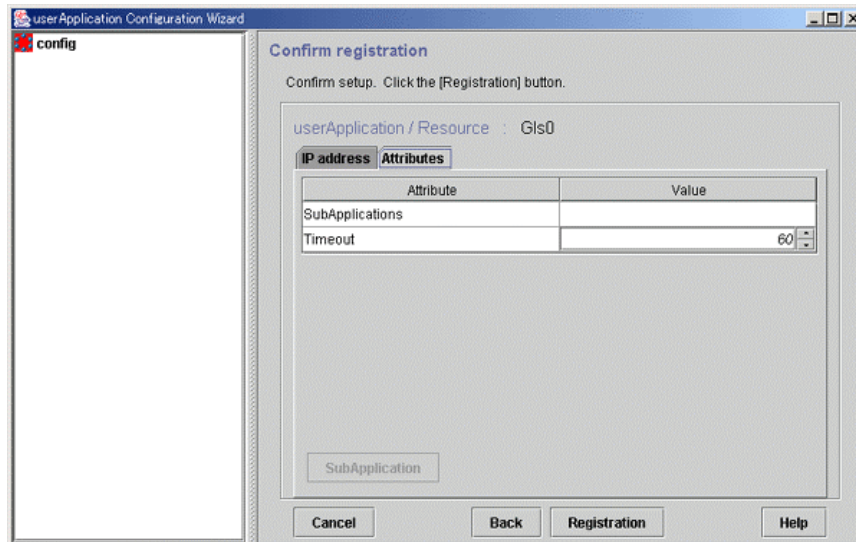 userApplication Configuration Wizard
config
Confirm registration
Confirm setup. Click the [Registration] button.
userApplication / Resource : Gls0
IP address Attributes
Attribute Value
SubApplications
Timeout 60
SubApplication
Cancel Back Registration Help